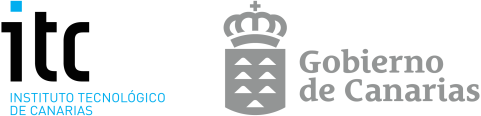 itc
INSTITUTO TECNOLÓGICO
DE CANARIAS
Gobierno
de Canarias